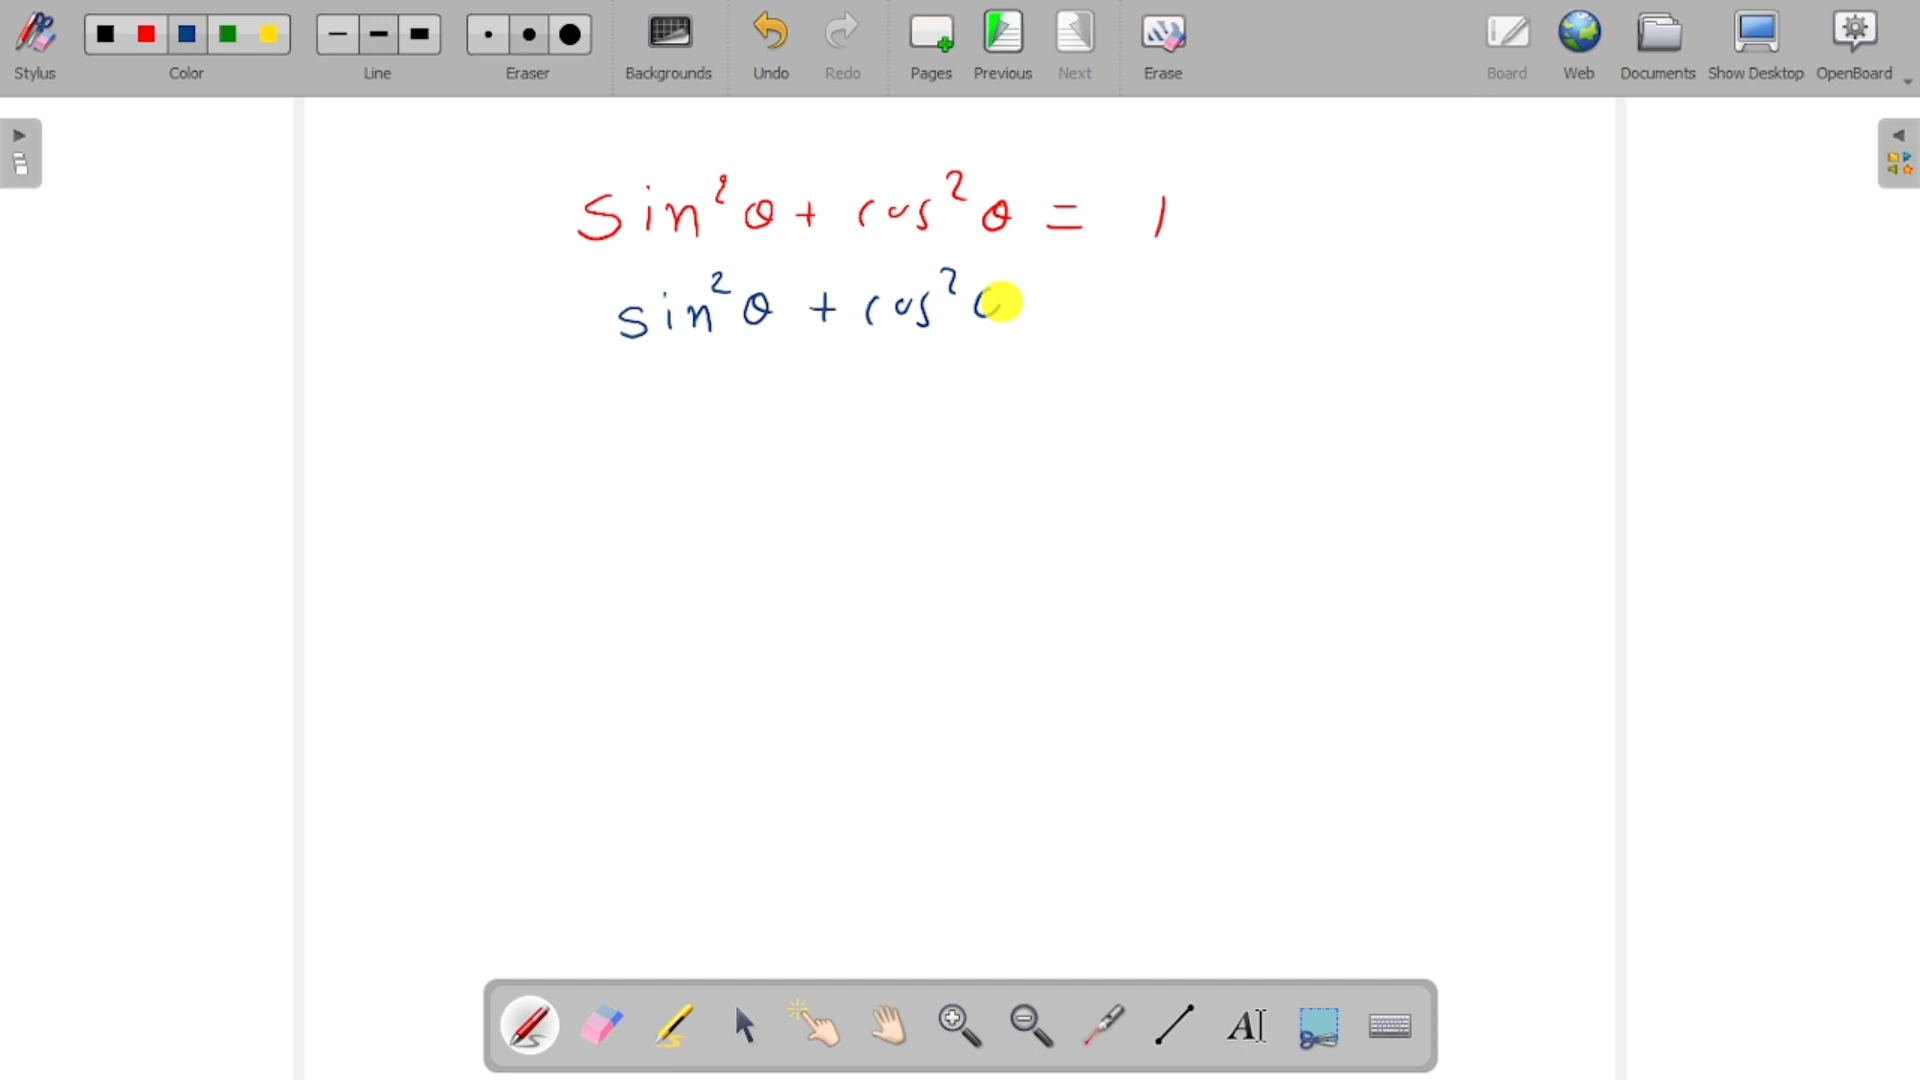 Stylus Color Line Eraser Backgrounds Undo Redo Pages Previous Next Erase Board Web Documents Show Desktop OpenBoard
Sin²θ + cos²θ = 1
sin²θ + cos²